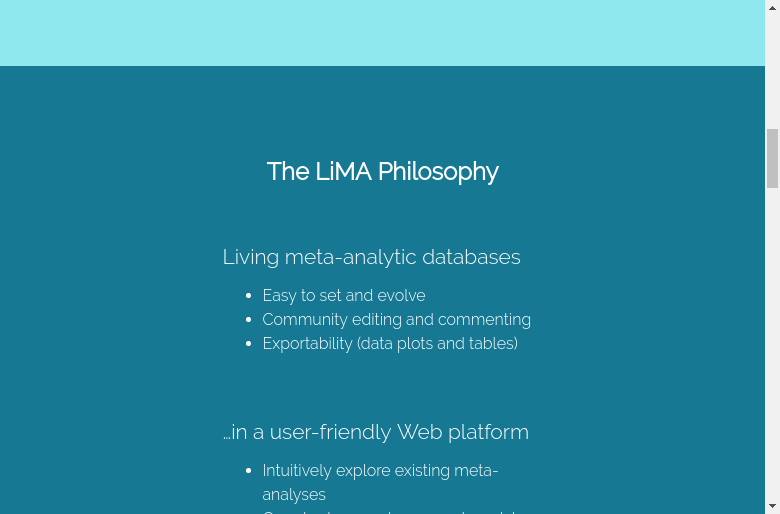 The LiMA Philosophy
Living meta-analytic databases
Easy to set and evolve
Community editing and commenting
Exportability (data plots and tables)
...in a user-friendly Web platform
Intuitively explore existing meta-
analyses